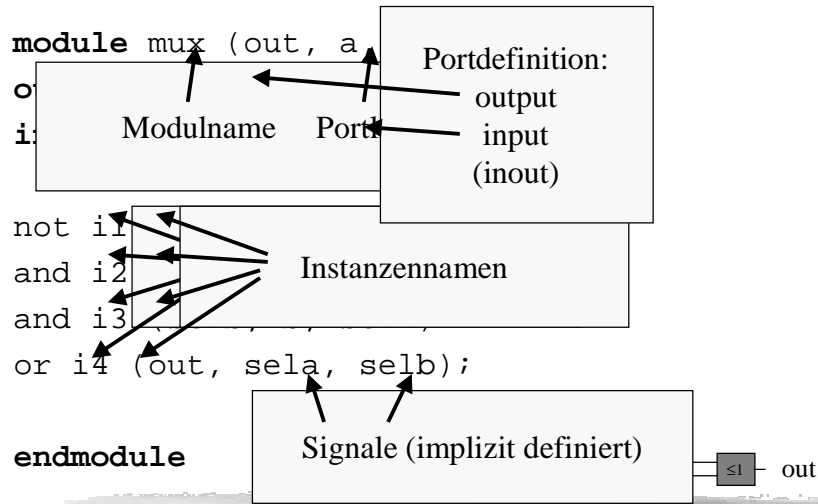 module mux (out, a,
Portdefinition:
output
input
(inout)
Modulname
not i1
and i2
Instanzennamen
and i3
or i4 (out, sela, selb);
Signale (implizit definiert)
endmodule
≤1
out